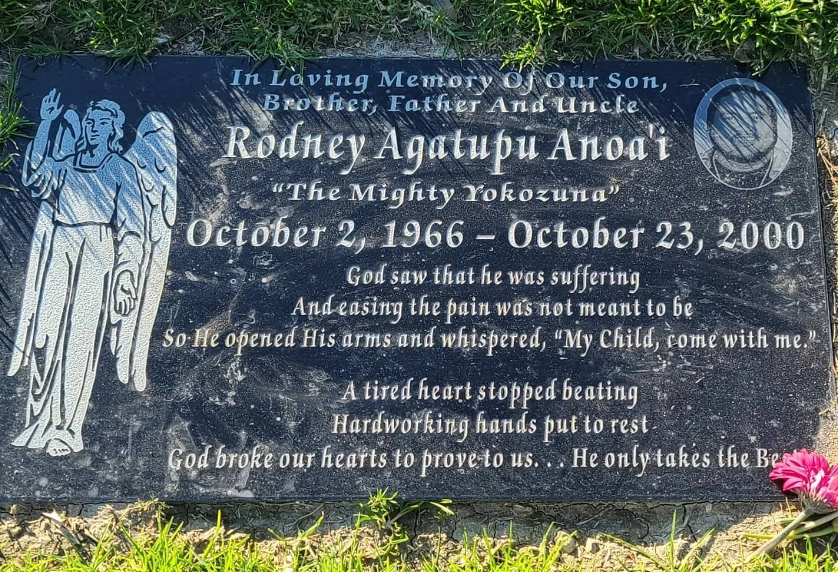 In Loving Memory Of Our Son,
Brother, Father And Uncle
Rodney Agatupu Anoa'i
"The Mighty Yokozuna"
October 2, 1966 – October 23, 2000
God saw that he was suffering
And easing the pain was not meant to be
So He opened His arms and whispered, "My Child, come with me."
A tired heart stopped beating
Hardworking hands put to rest
God broke our hearts to prove to us. . . He only takes the